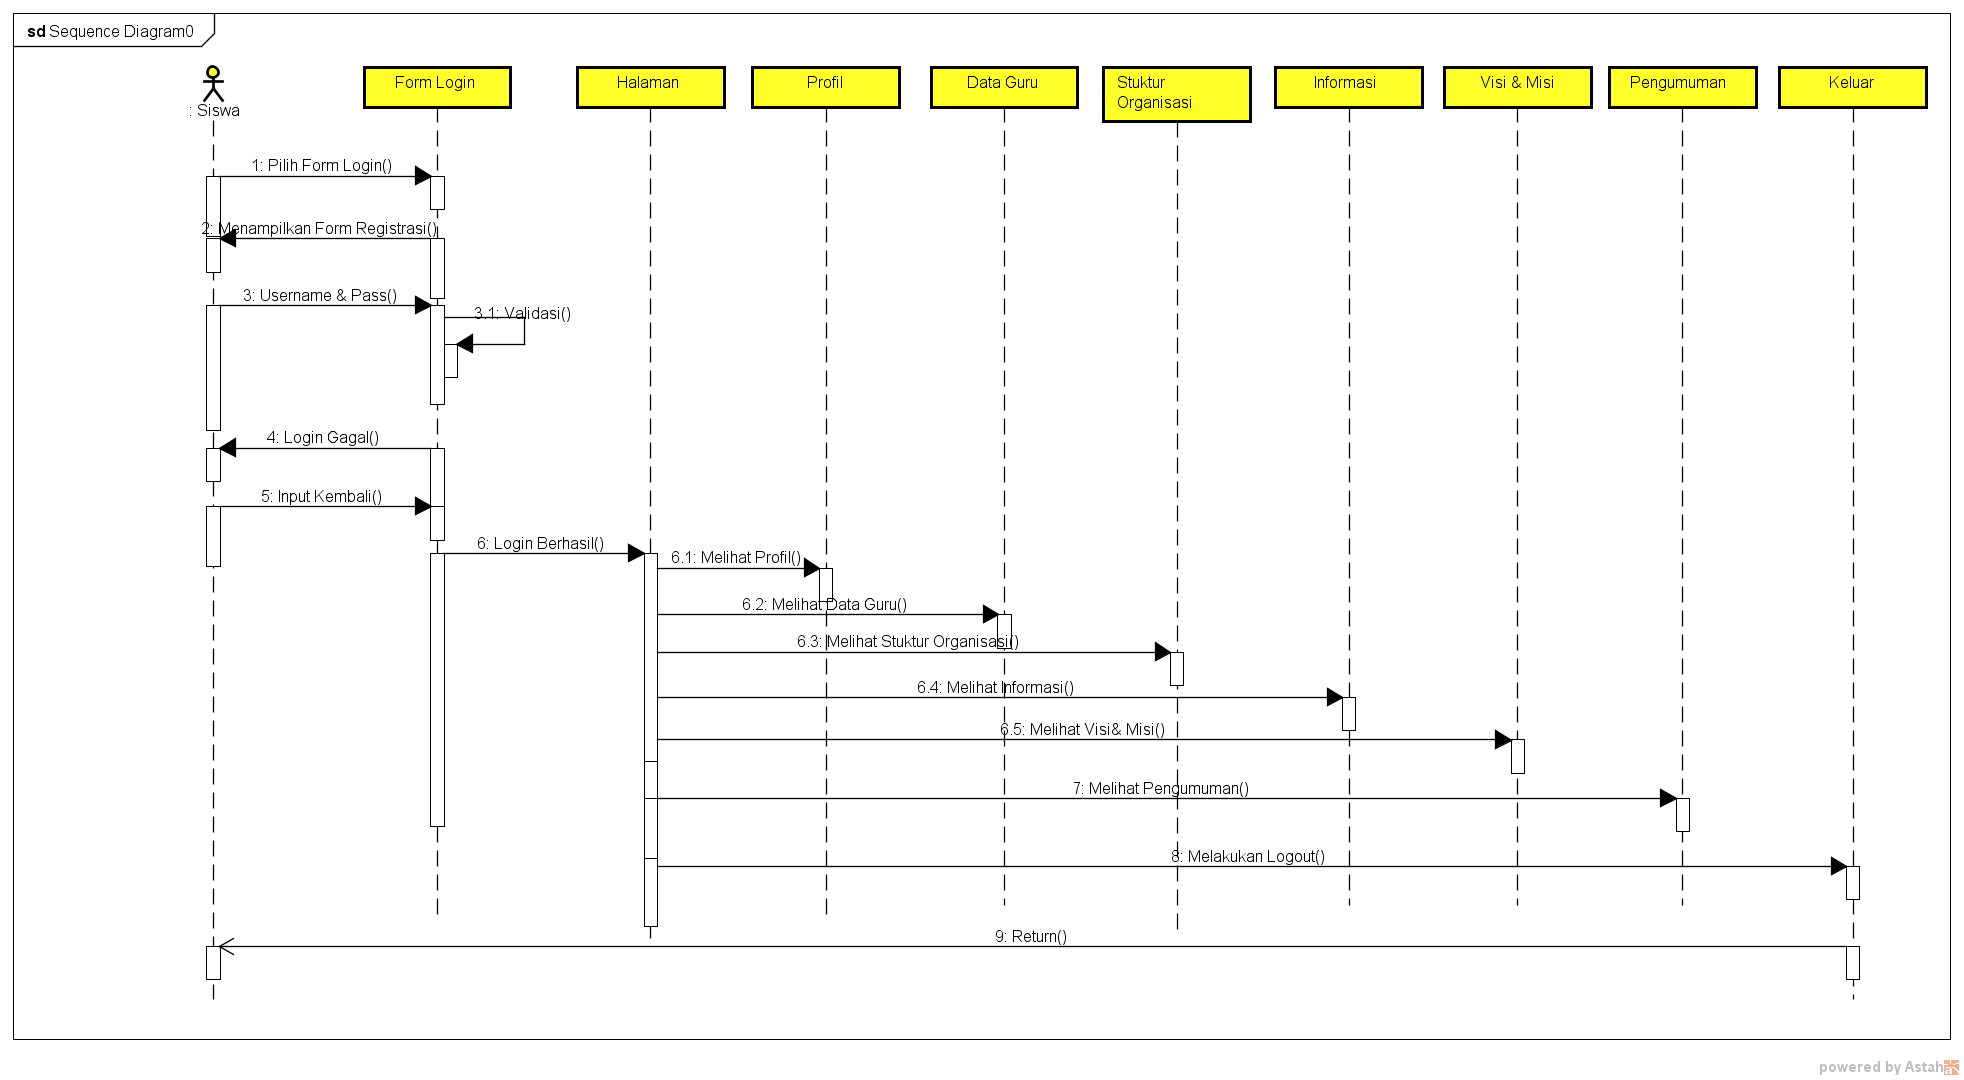 sd Sequence Diagram0
: Siswa
Form Login
Halaman
Profil
Data Guru
Stuktur
Organisasi
Informasi
Visi & Misi
Pengumuman
Keluar
1: Pilih Form Login()
2: Menampilkan Form Registrasi()
3: Username & Pass()
3.1: Validasi()
4: Login Gagal()
5: Input Kembali()
6: Login Berhasil()
6.1: Melihat Profil()
6.2: Melihat Data Guru()
6.3: Melihat Stuktur Organisasi()
6.4: Melihat Informasi()
6.5: Melihat Visi& Misi()
7: Melihat Pengumuman()
8: Melakukan Logout()
9: Return()
powered by Astah